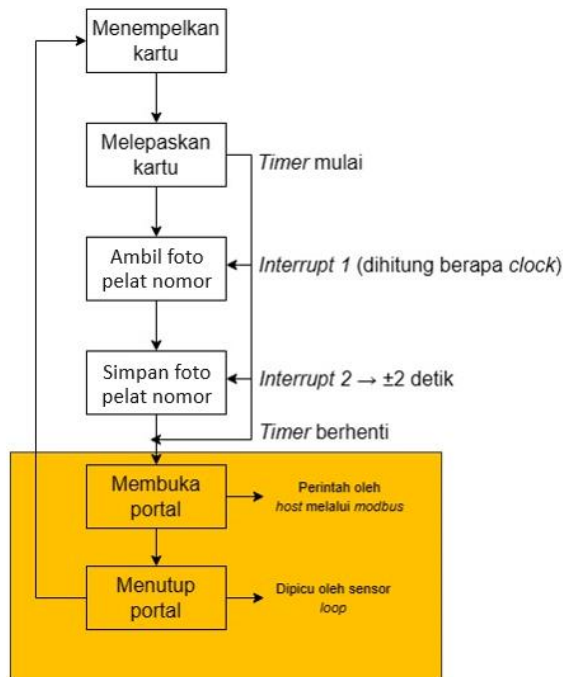 Menempelkan
kartu
Melepaskan
kartu
Timer mulai
Ambil foto
pelat nomor
Interrupt 1 (dihitung berapa clock)
Simpan foto
pelat nomor
Interrupt 2 → ±2 detik
Timer berhenti
Membuka
portal
Perintah oleh
host melalui modbus
Menutup
portal
Dipicu oleh sensor
loop